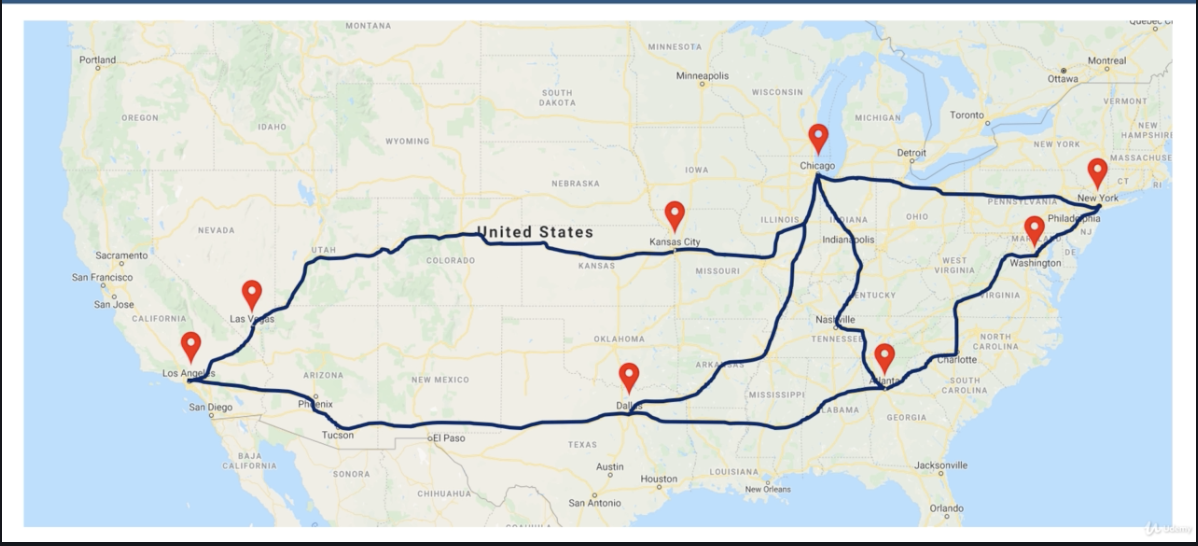 MONTANA
Portland
MINNESOTA
Montreal
Minneapolis
Ottawa
SOUTH
DAKOTA
WISCONSIN
VERMONT
OREGON
IDAHO
MICHIGAN
Toronto
NEW
HAMPSHIRE
WYOMING
NEW YORK
Detroit
MASSACHUSE
Chicago
IOWA
NEBRASKA
CT
RI
PENNSYLVANIA
New York
NEVADA
United States
ILLINOIS
INDIANA
OHIO
Philadelphia
NJ
UTAH
Kansas City
Indianapolis
MARYLAND
DE
Sacramento
COLORADO
KANSAS
MISSOURI
WEST
VIRGINIA
Washington
San Francisco
San Jose
KENTUCKY
VIRGINIA
CALIFORNIA
Las Vegas
Nashville
OKLAHOMA
TENNESSEE
NORTH
CAROLINA
Los Angeles
ARIZONA
NEW MEXICO
ARKANSAS
Charlotte
Atlanta
SOUTH
CAROLINA
San Diego
Phoenix
Dallas
MISSISSIPPI
ALABAMA
GEORGIA
Tucson
El Paso
TEXAS
BAJA
CALIFORNIA
SONORA
Austin
Houston
LOUISIANA
Jacksonville
CHIHUAHUA
San Antonio
New Orleans
Orlando
Udemy